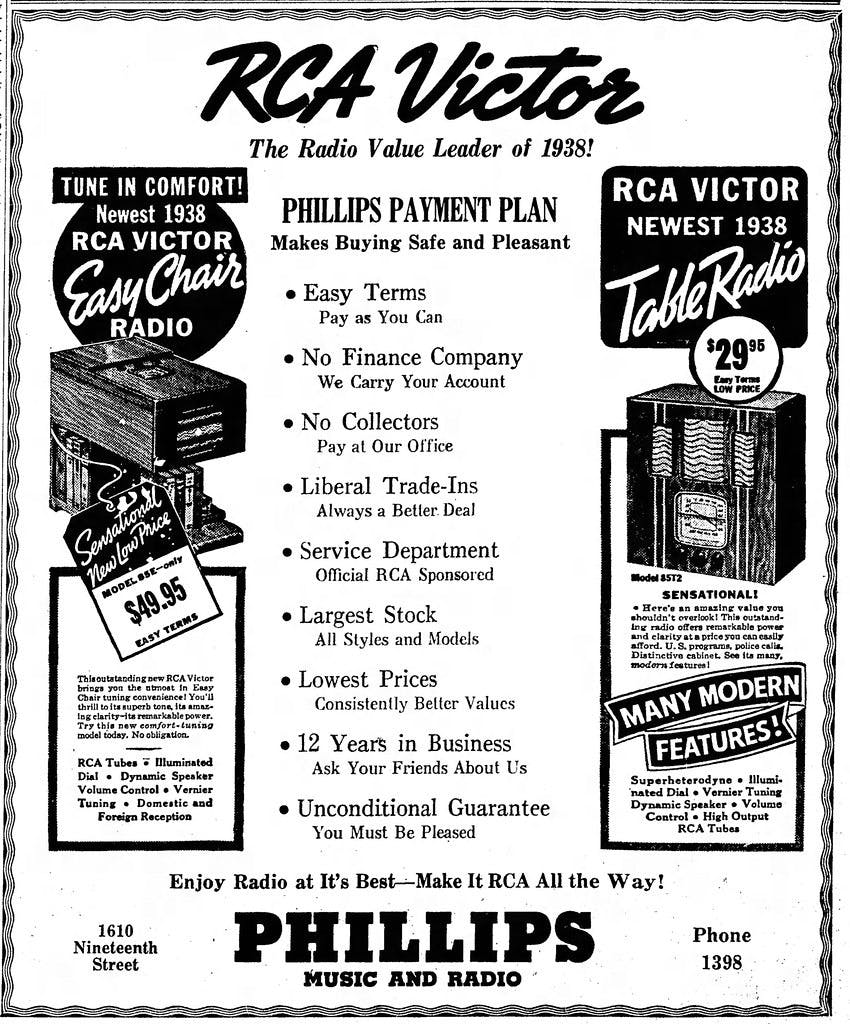 RCA Victor
The Radio Value Leader of 1938!
TUNE IN COMFORT!
Newest 1938
RCA VICTOR
Easy Chair
RADIO
Sensational
New Low Price
MODEL 85E—only
$49.95
EASY TERMS
This outstanding new RCA Victor
brings you the utmost in Easy
Chair tuning convenience! You'll
thrill to its superb tone, its amaz-
ing clarity—its remarkable power.
Try this new comfort-tuning
model today. No obligation.
RCA Tubes • Illuminated
Dial • Dynamic Speaker
Volume Control • Vernier
Tuning • Domestic and
Foreign Reception
PHILLIPS PAYMENT PLAN
Makes Buying Safe and Pleasant
• Easy Terms
Pay as You Can
• No Finance Company
We Carry Your Account
• No Collectors
Pay at Our Office
• Liberal Trade-Ins
Always a Better Deal
• Service Department
Official RCA Sponsored
• Largest Stock
All Styles and Models
• Lowest Prices
Consistently Better Values
• 12 Years in Business
Ask Your Friends About Us
• Unconditional Guarantee
You Must Be Pleased
RCA VICTOR
NEWEST 1938
Table Radio
$29.95
Easy Terms
LOW PRICE
Model 85T2
SENSATIONAL!
• Here's an amazing value you
shouldn't overlook! This outstand-
ing radio offers remarkable power
and clarity at a price you can easily
afford. U. S. programs, police calls.
Distinctive cabinet. See its many,
modern features!
MANY MODERN
FEATURES!
Superheterodyne • Illumi-
nated Dial • Vernier Tuning
Dynamic Speaker • Volume
Control • High Output
RCA Tubes
Enjoy Radio at It's Best—Make It RCA All the Way!
1610
Nineteenth
Street
PHILLIPS
MUSIC AND RADIO
Phone
1398